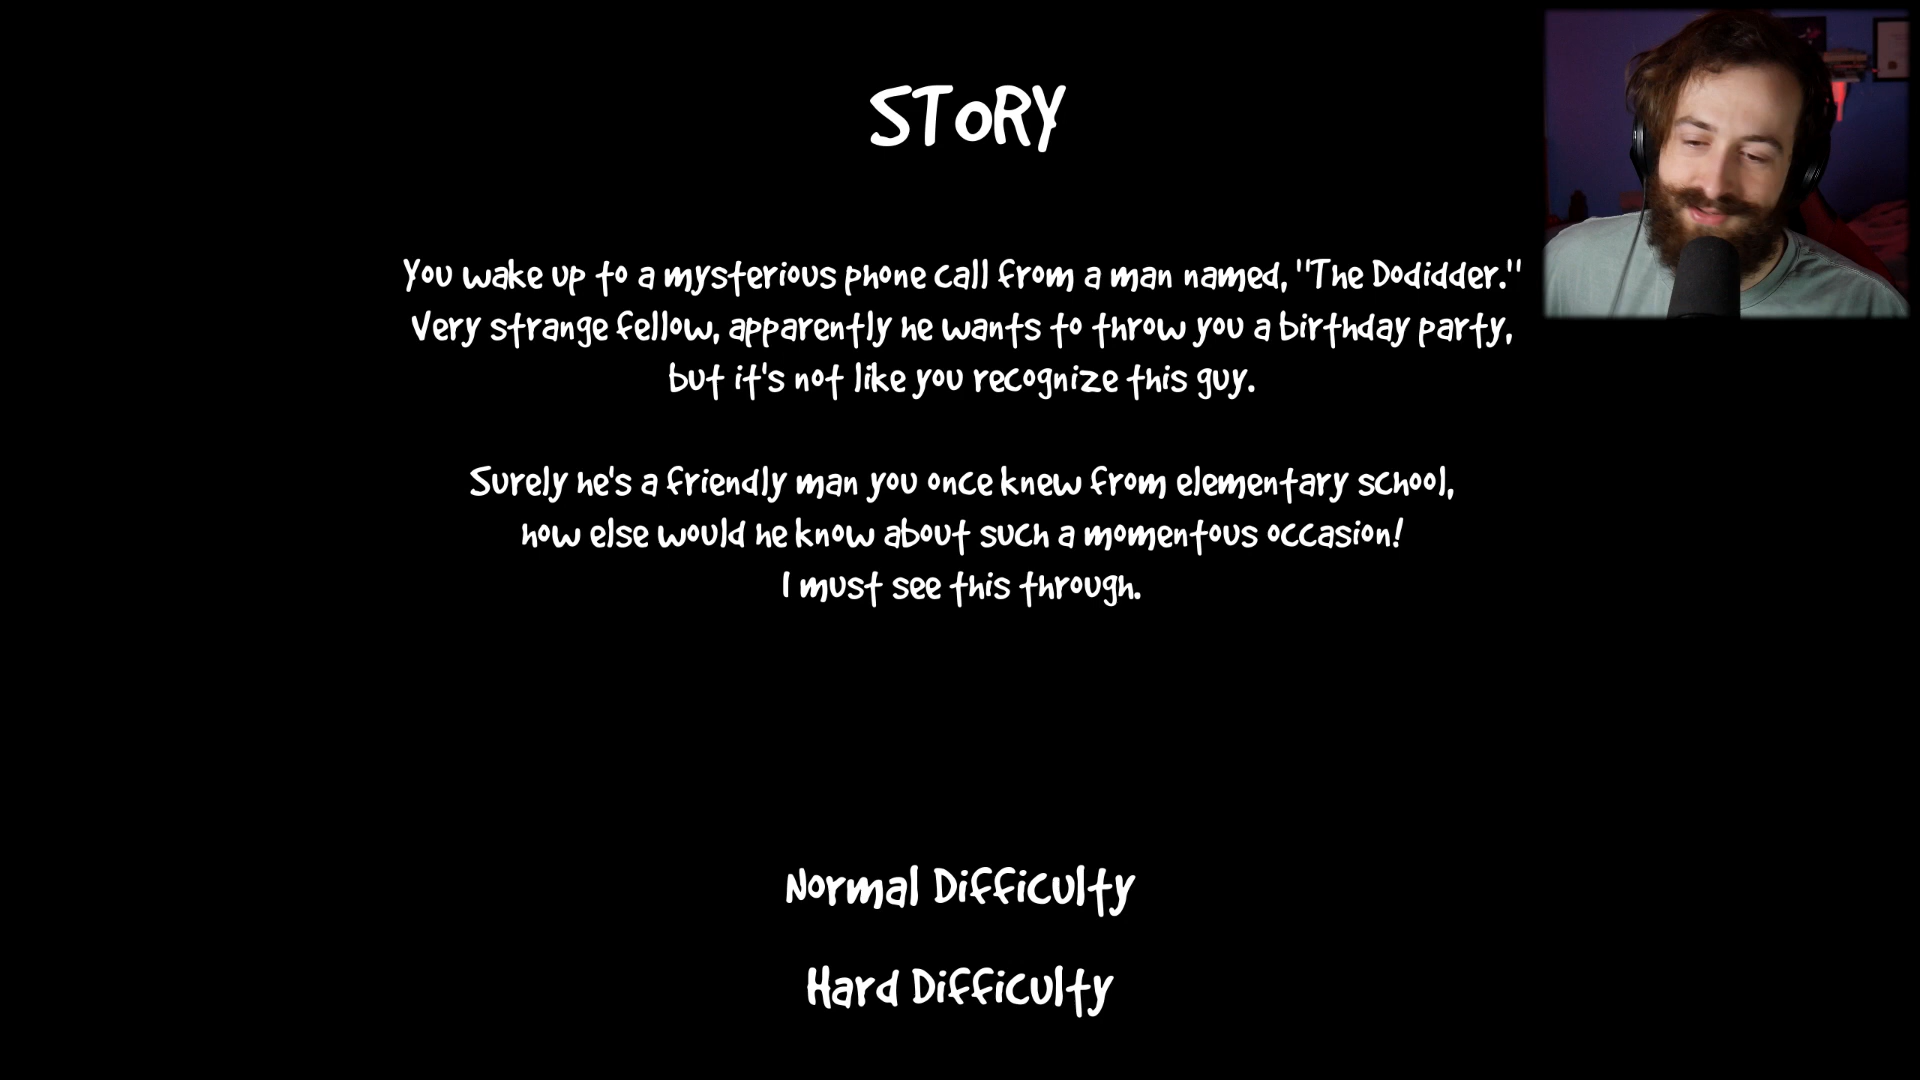 STORY
You wake up to a mysterious phone call from a man named, "The Dodidder."
Very strange fellow, apparently he wants to throw you a birthday party,
but it's not like you recognize this guy.
Surely he's a friendly man you once knew from elementary school,
how else would he know about such a momentous occasion!
I must see this through.
Normal Difficulty
Hard Difficulty